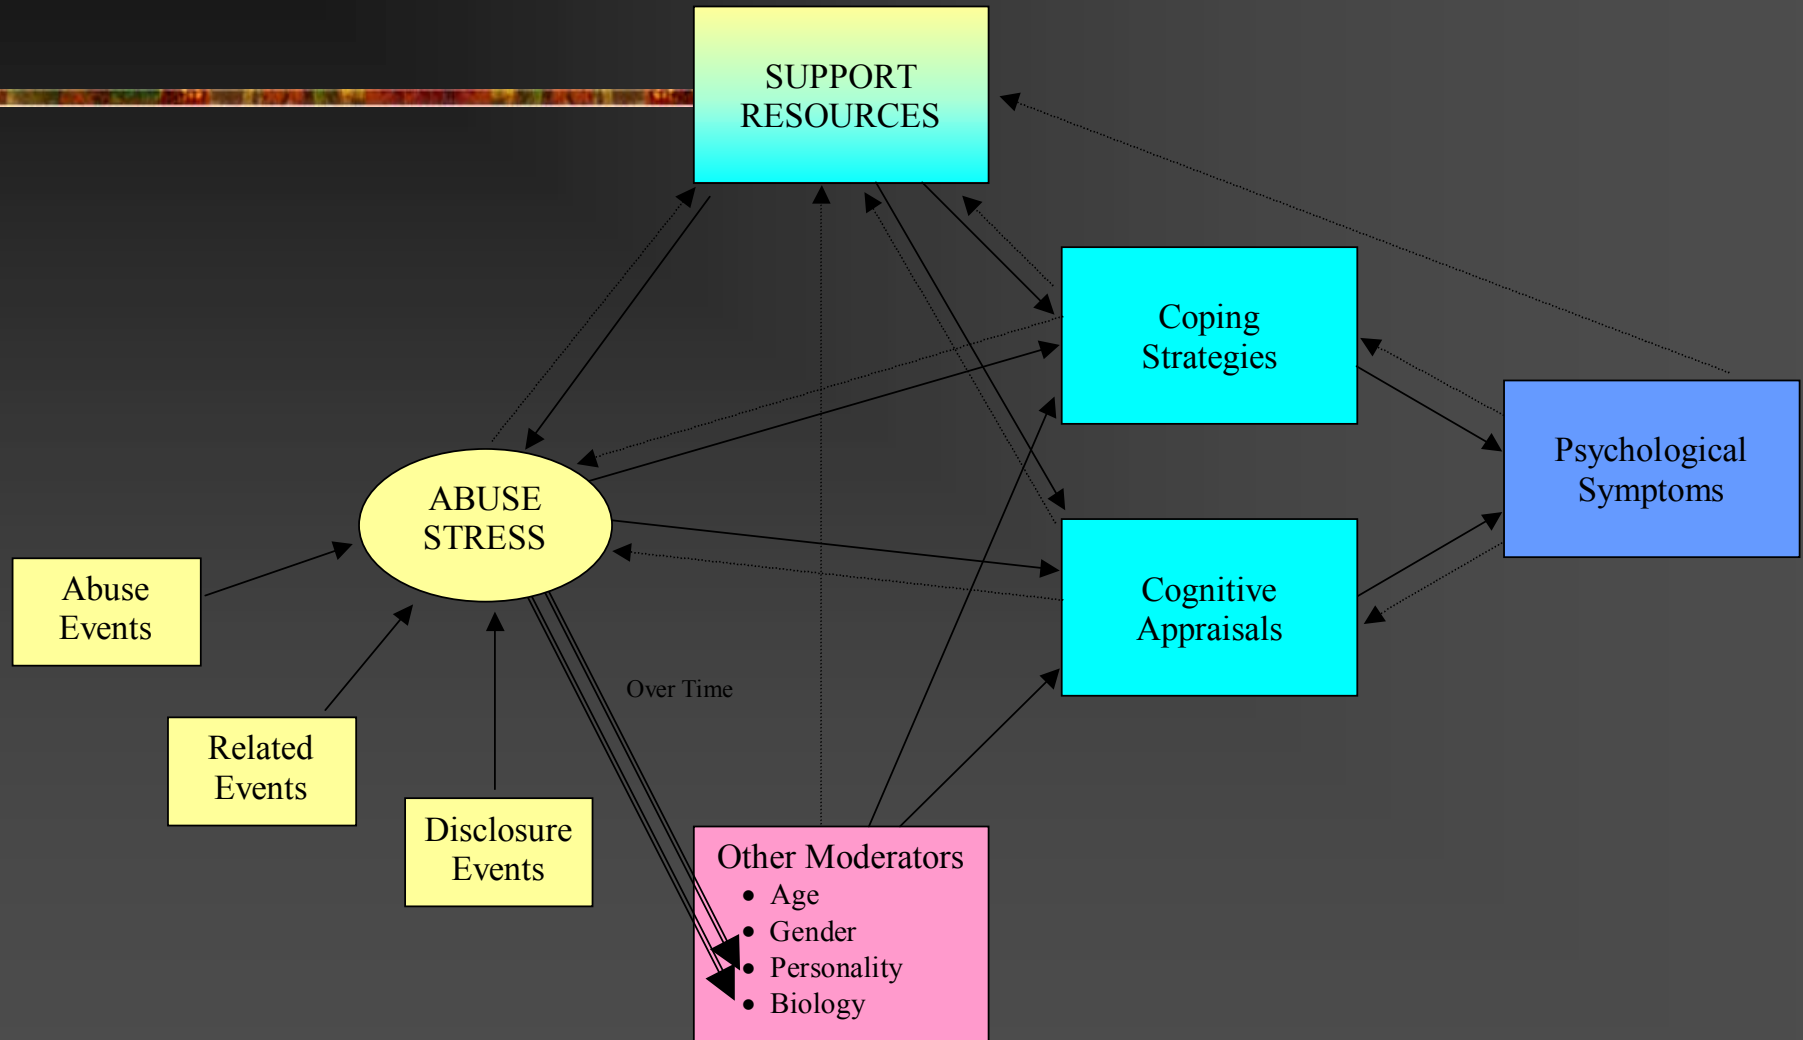 SUPPORT
RESOURCES
Coping
Strategies
Psychological
Symptoms
ABUSE
STRESS
Cognitive
Appraisals
Abuse
Events
Over Time
Related
Events
Disclosure
Events
Other Moderators
• Age
• Gender
• Personality
• Biology